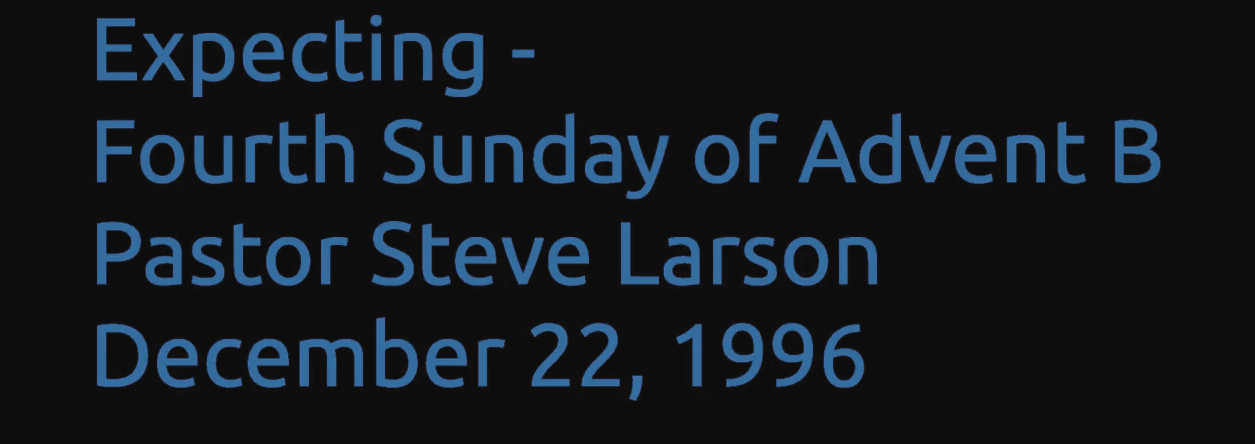 Expecting -
Fourth Sunday of Advent B
Pastor Steve Larson
December 22, 1996